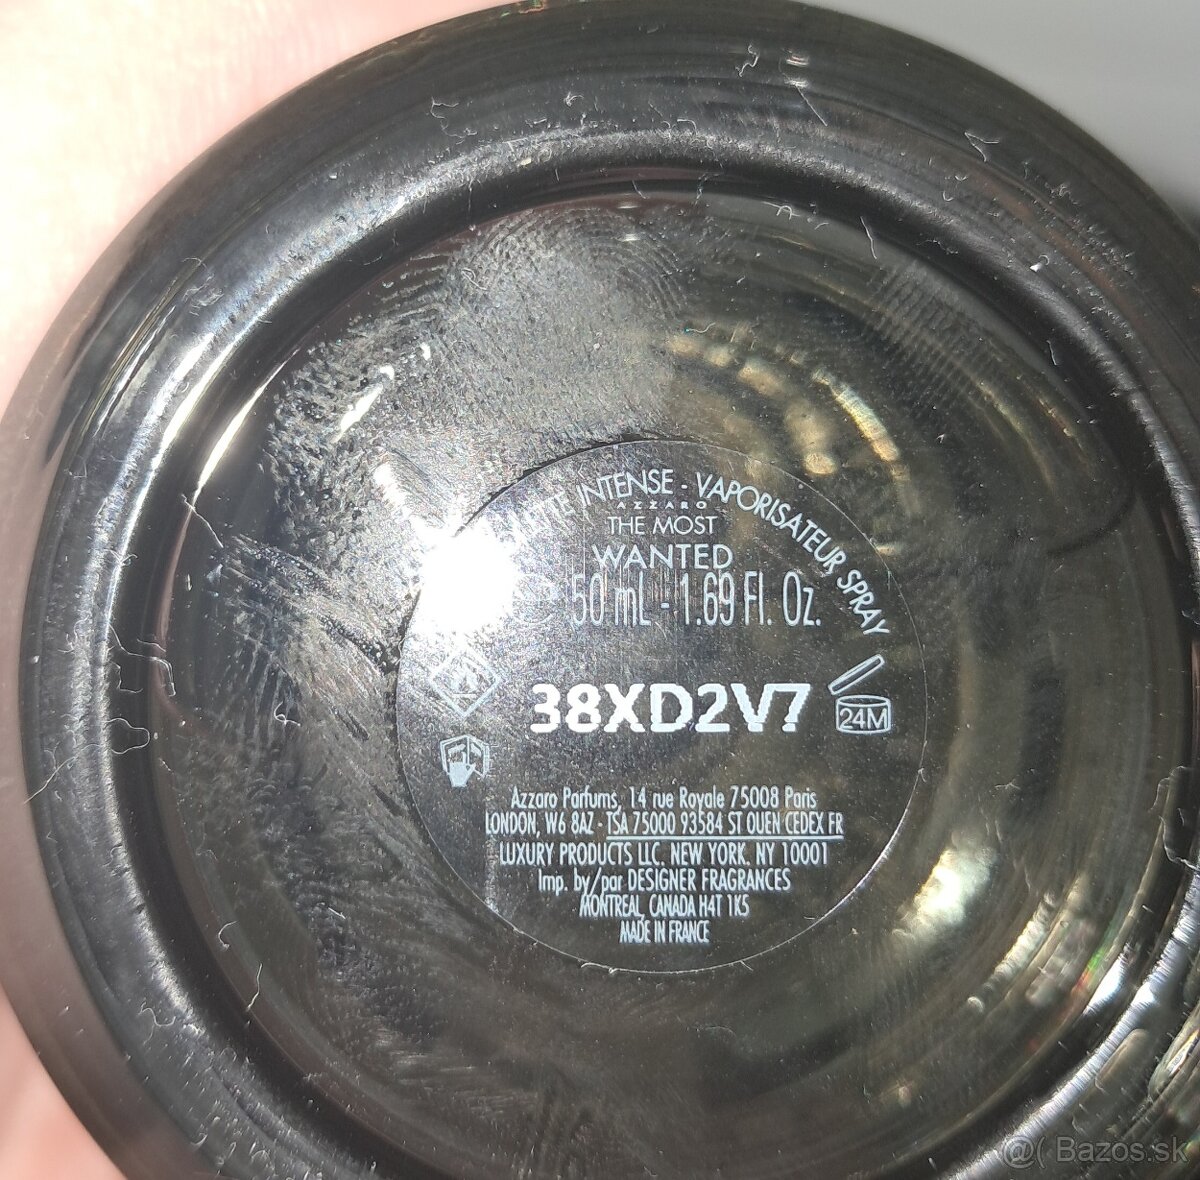 INTENSE - VAPORISATEUR SPRAY
AZZARO
THE MOST
WANTED
50 mL - 1.69 Fl. Oz.
38XD2V7
24M
Azzaro Parfums, 14 rue Royale 75008 Paris
LONDON, W6 8AZ - TSA 75000 93584 ST OUEN CEDEX FR
LUXURY PRODUCTS LLC. NEW YORK. NY 10001
Imp. by/par DESIGNER FRAGRANCES
MONTREAL, CANADA H4T 1K5
MADE IN FRANCE
@( Bazos.sk